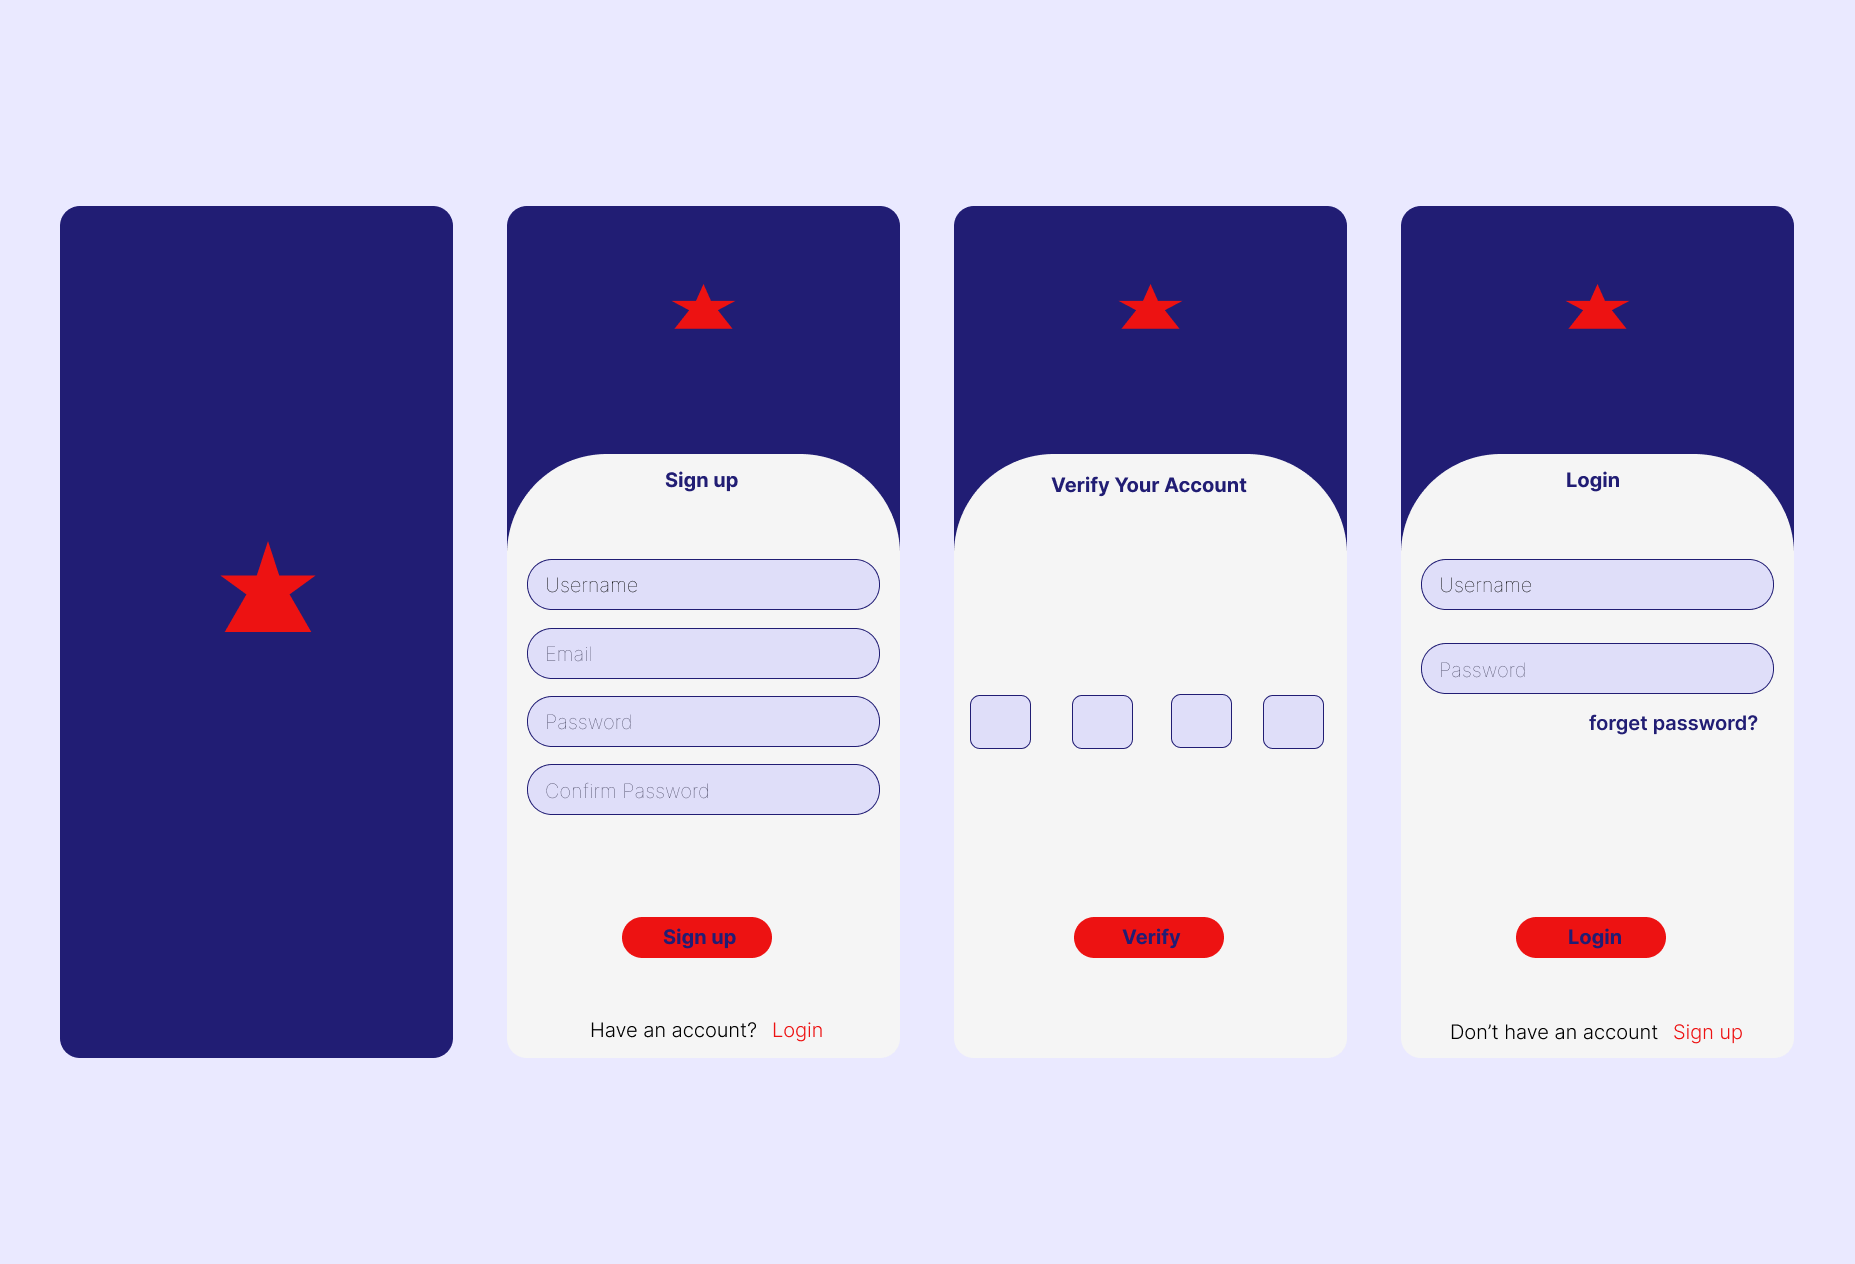 Sign up
Username
Email
Password
Confirm Password
Sign up
Have an account? Login
Verify Your Account
Verify
Login
Username
Password
forget password?
Login
Don’t have an account Sign up